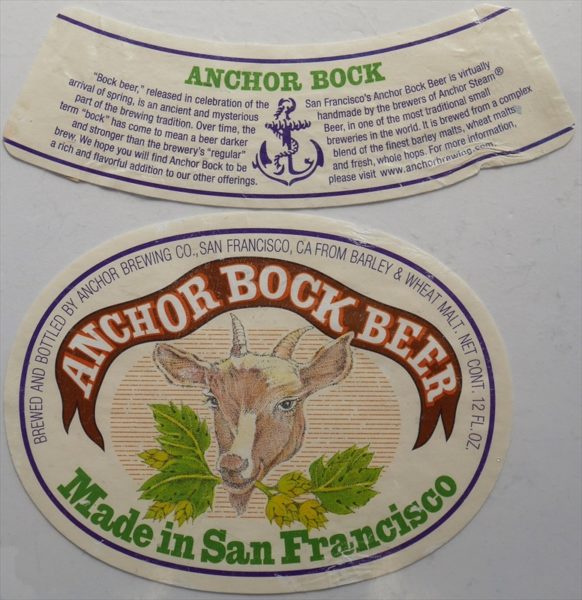 ANCHOR BOCK
"Bock beer," released in celebration of the
arrival of spring, is an ancient and mysterious
part of the brewing tradition. Over time, the
term "bock" has come to mean a beer darker
and stronger than the brewery's "regular"
brew. We hope you will find Anchor Bock to be
a rich and flavorful addition to our other offerings.
San Francisco's Anchor Bock Beer is virtually
handmade by the brewers of Anchor Steam®
Beer, in one of the most traditional small
breweries in the world. It is brewed from a complex
blend of the finest barley malts, wheat malts,
and fresh, whole hops. For more information,
please visit www.anchorbrewing.com.
BREWED AND BOTTLED BY ANCHOR BREWING CO., SAN FRANCISCO, CA FROM BARLEY & WHEAT MALT. NET CONT. 12 FL. OZ.
ANCHOR BOCK BEER
Made in San Francisco